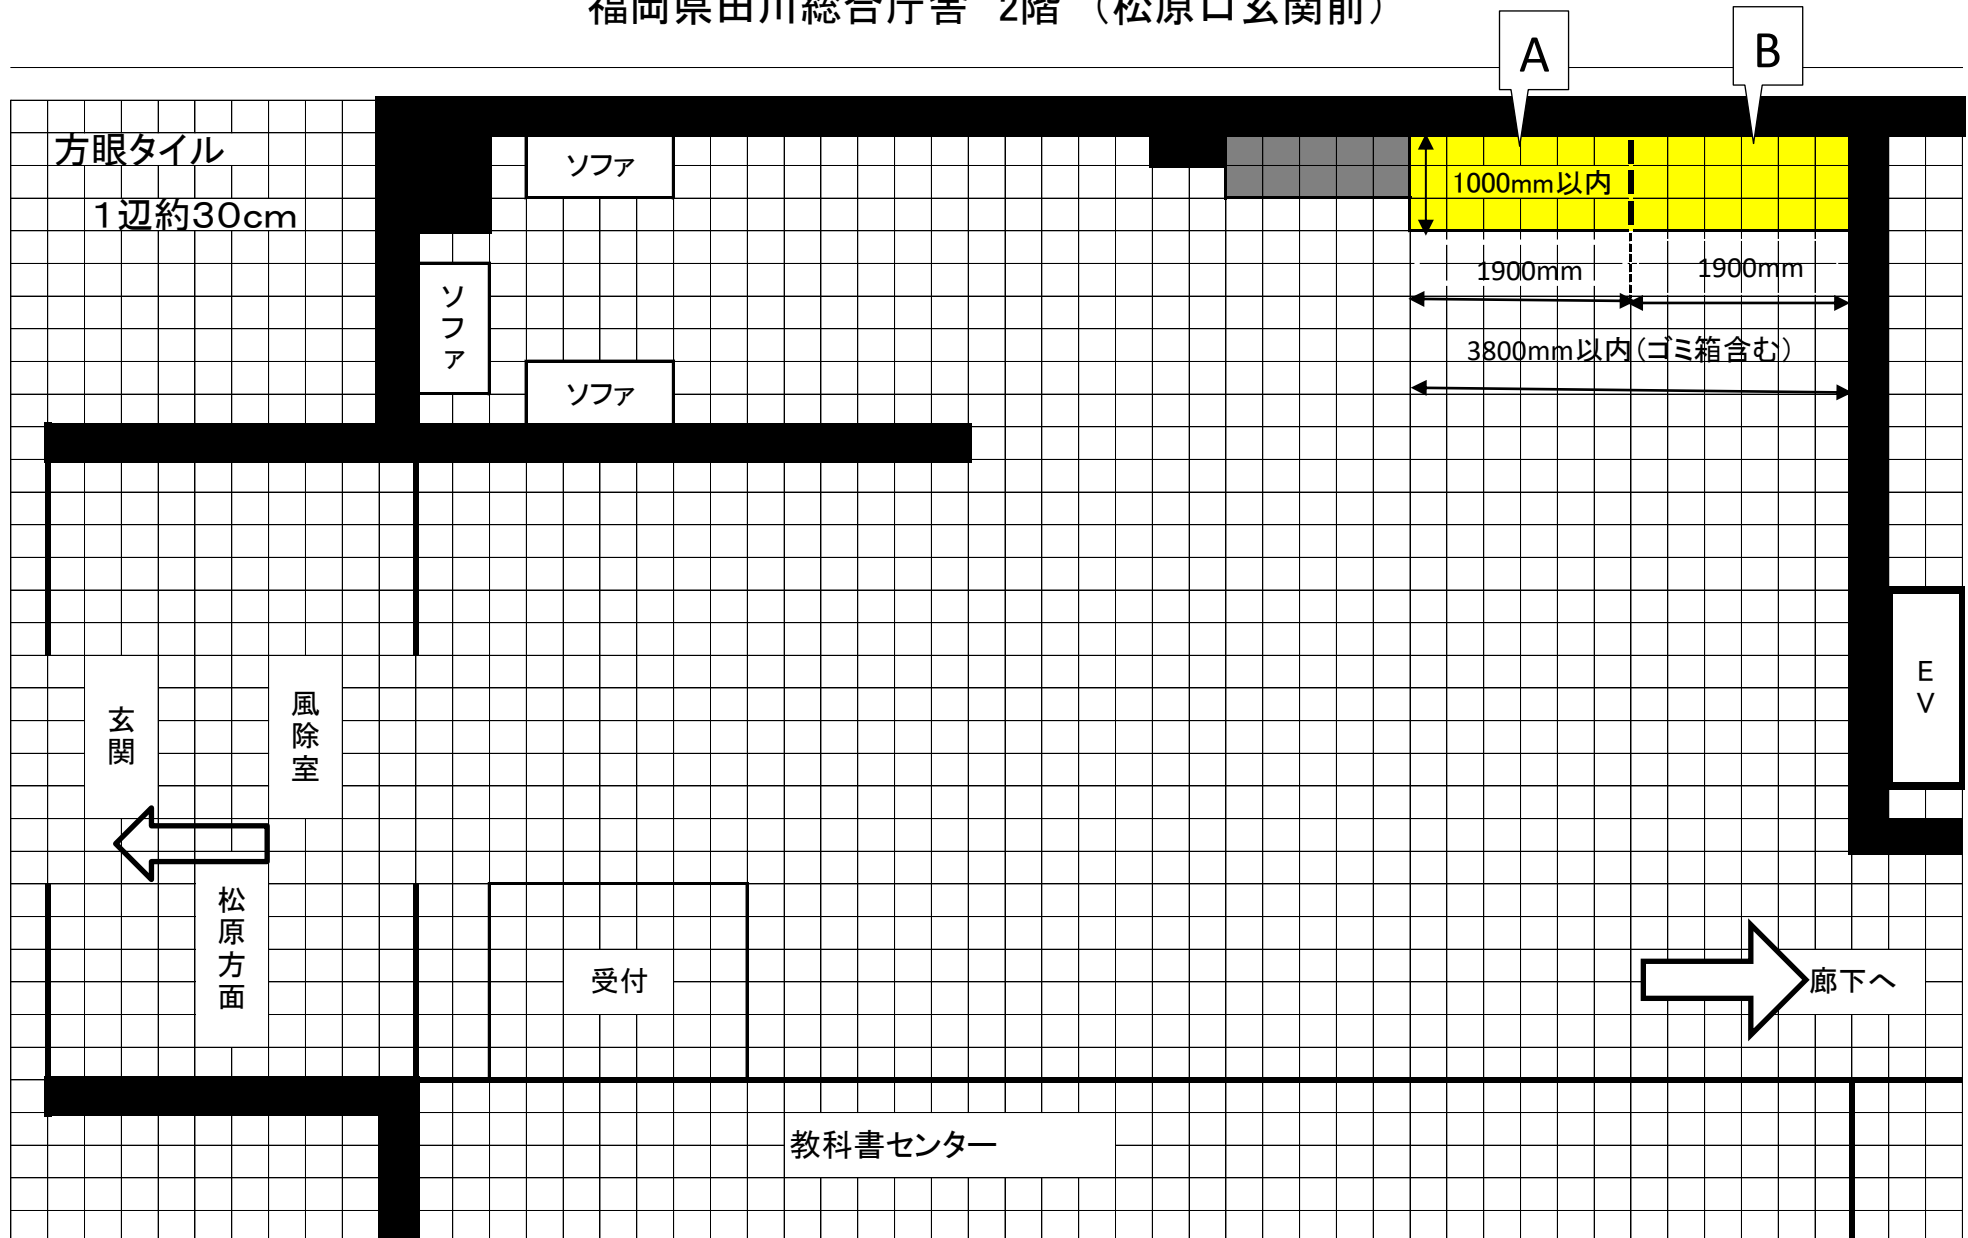 福岡県田川総合庁舎 2階 （松原口玄関前）
A
B
方眼タイル
１辺約30cm
ソファ
1000mm以内
ソファ
1900mm
1900mm
3800mm以内（ゴミ箱含む）
ソファ
EV
玄関
風除室
松原方面
受付
廊下へ
教科書センター